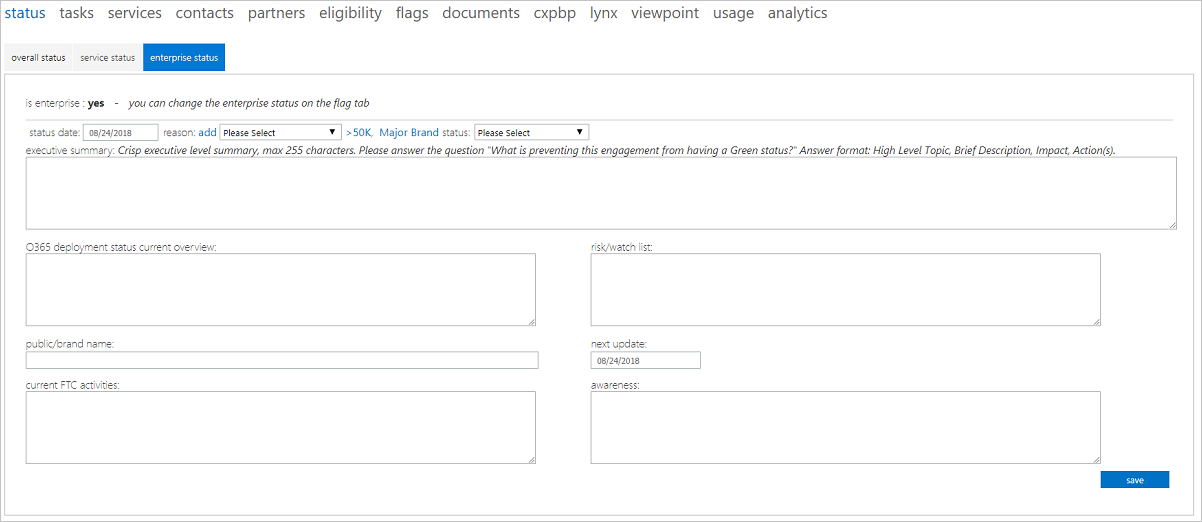 status tasks services contacts partners eligibility flags documents cxpbp lynx viewpoint usage analytics
overall status service status enterprise status
is enterprise : yes - you can change the enterprise status on the flag tab
status date: 08/24/2018 reason: add Please Select >50K, Major Brand status: Please Select
executive summary: Crisp executive level summary, max 255 characters. Please answer the question "What is preventing this engagement from having a Green status?" Answer format: High Level Topic, Brief Description, Impact, Action(s).
O365 deployment status current overview: risk/watch list:
public/brand name: next update:
08/24/2018
current FTC activities: awareness:
save